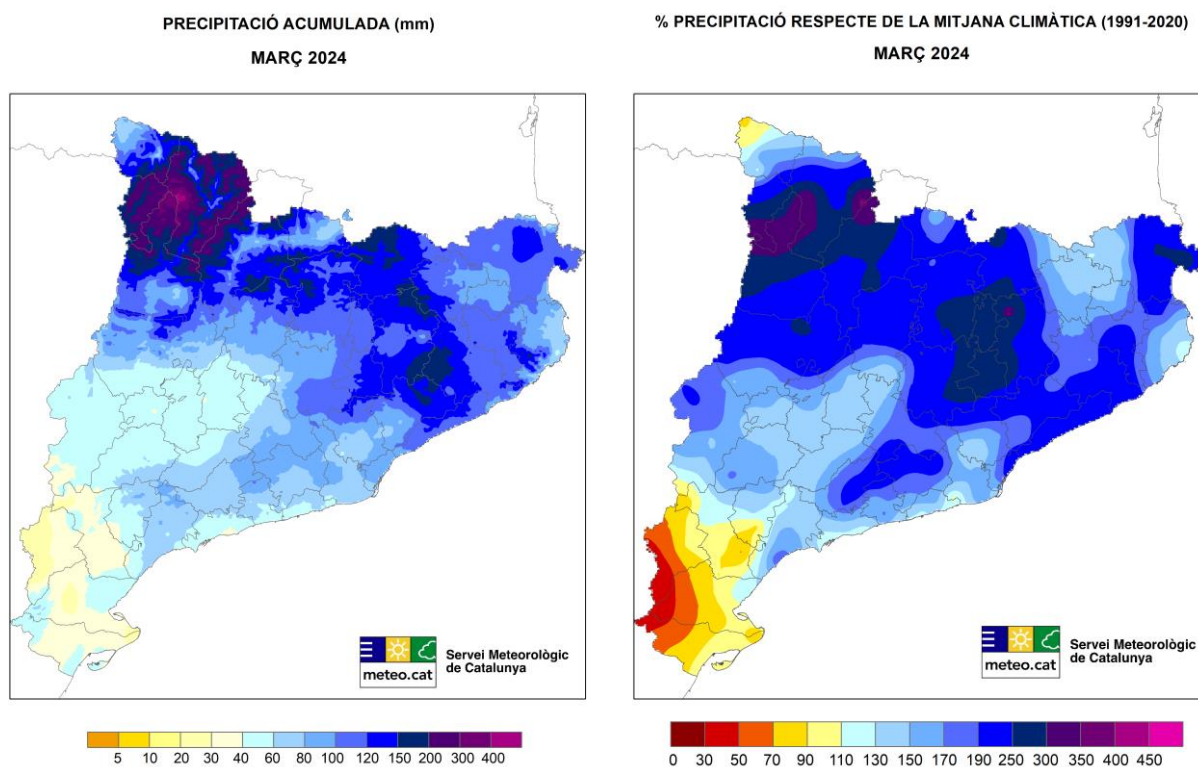 PRECIPITACIÓ ACUMULADA (mm)
MARÇ 2024
meteo.cat
Servei Meteorològic
de Catalunya
5 10 20 30 40 60 80 100 120 150 200 300 400
% PRECIPITACIÓ RESPECTE DE LA MITJANA CLIMÀTICA (1991-2020)
MARÇ 2024
meteo.cat
Servei Meteorològic
de Catalunya
0 30 50 70 90 110 130 150 170 190 250 300 350 400 450